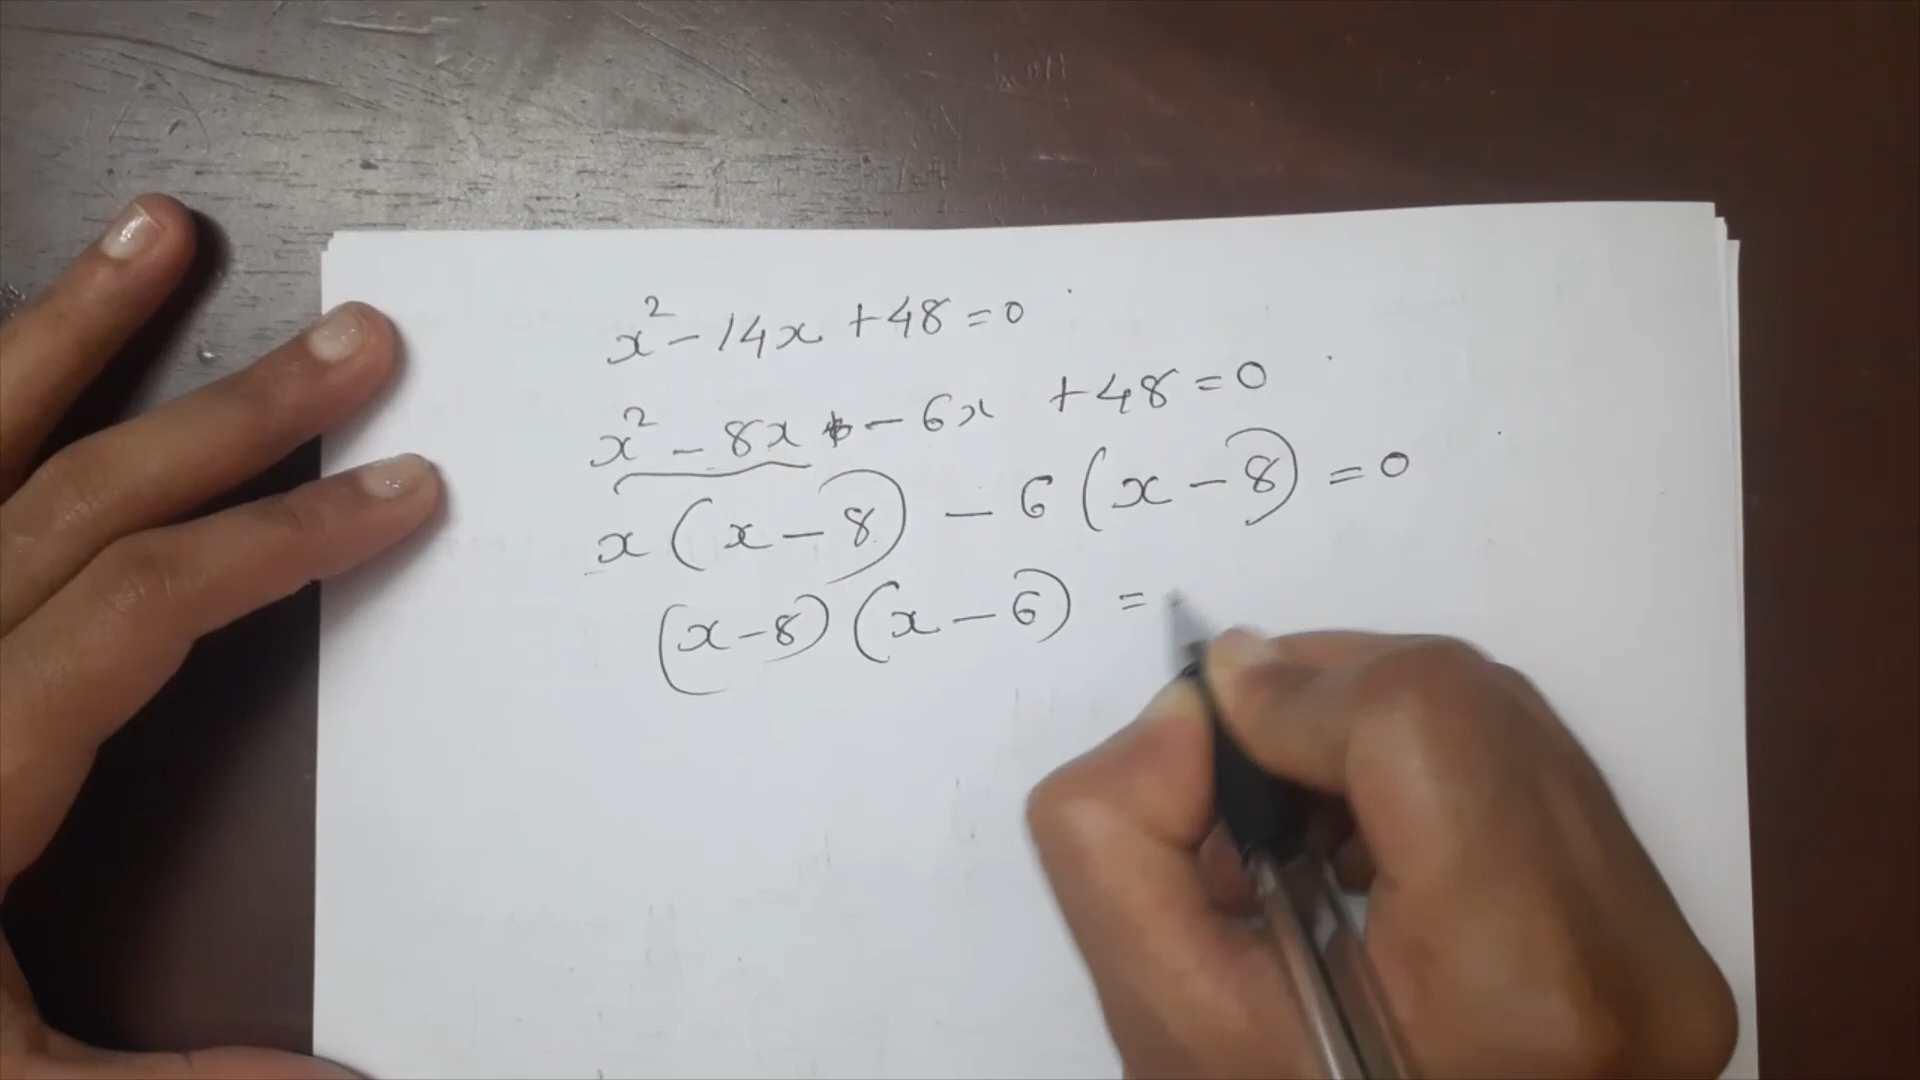 x² - 14x + 48 = 0
x² - 8x - 6x + 48 = 0
x (x - 8) - 6 (x - 8) = 0
(x - 8) (x - 6) =